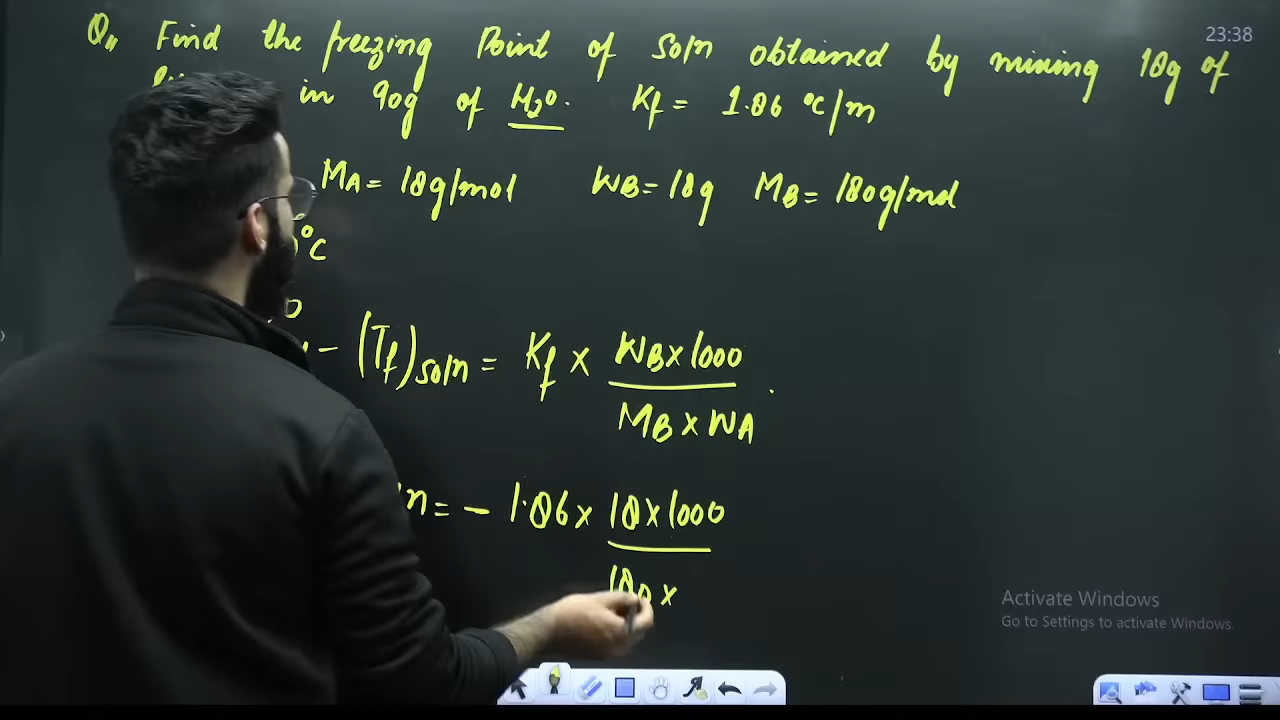 23:38
Q. Find the freezing Point of soln obtained by mixing 18g of
in 90g of H2O. Kf = 1.86 °C/m
MA = 18g/mol WB = 18g MB = 180g/mol
°C
- (Tf)soln = Kf × WB×1000
MB × WA
n = - 1.86 × 18×1000
180 ×
Activate Windows
Go to Settings to activate Windows.